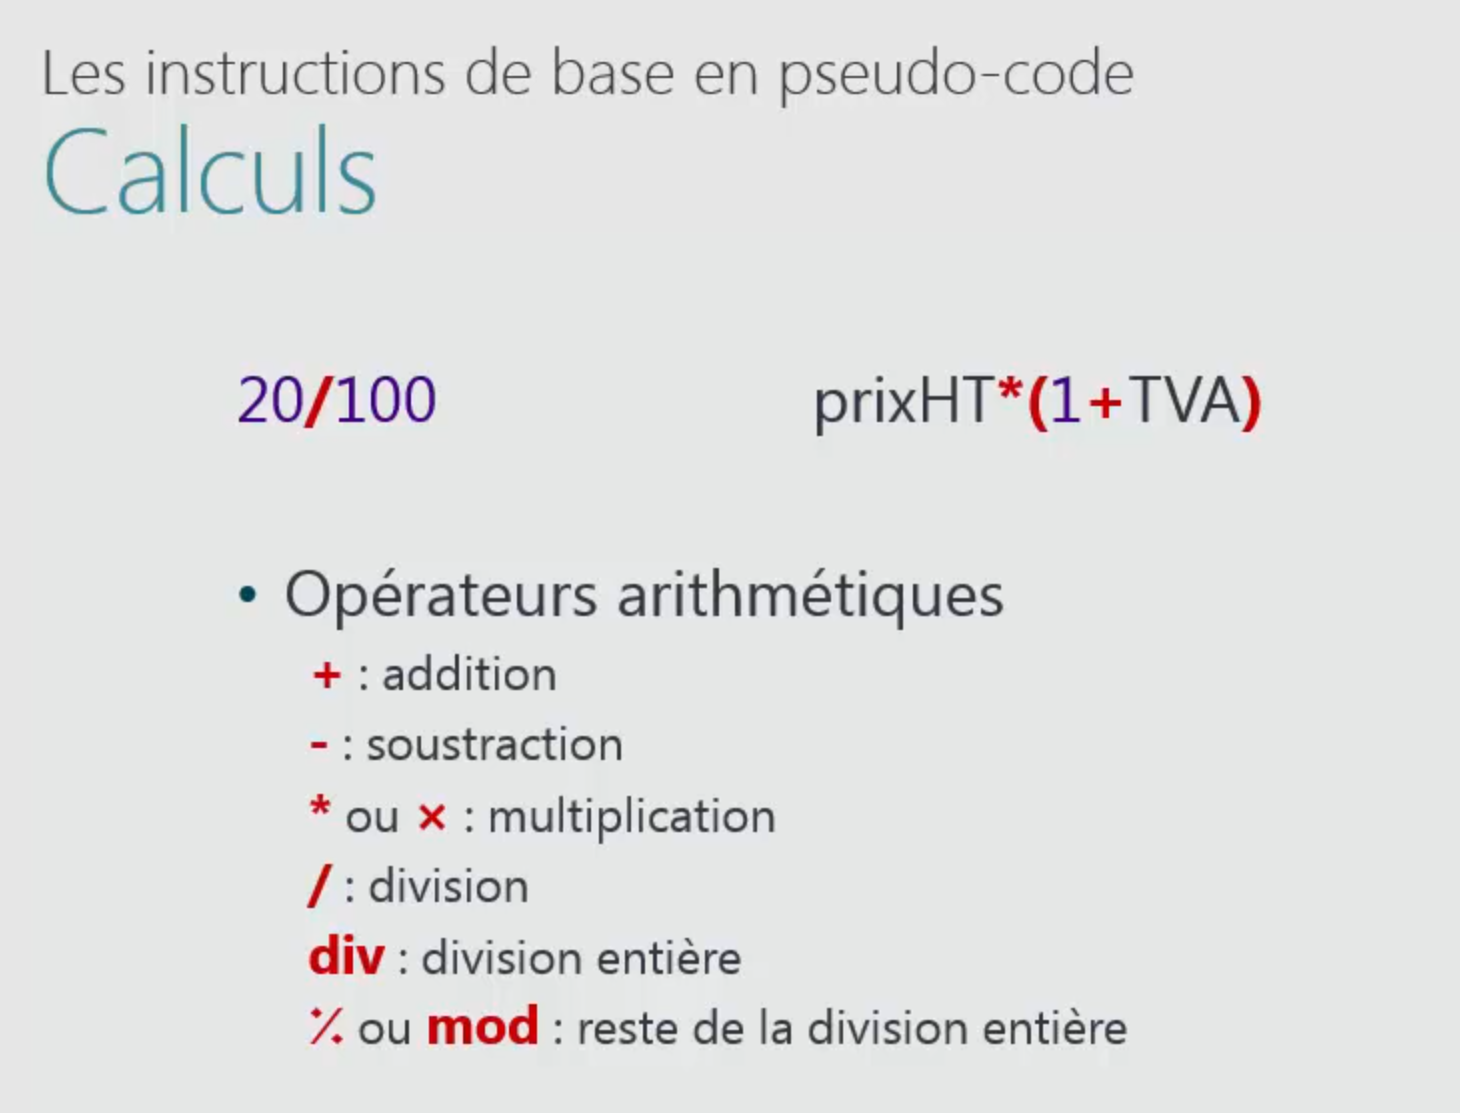 Les instructions de base en pseudo-code
Calculs
20/100
prixHT*(1+TVA)
• Opérateurs arithmétiques
+ : addition
- : soustraction
* ou × : multiplication
/ : division
div : division entière
٪ ou mod : reste de la division entière